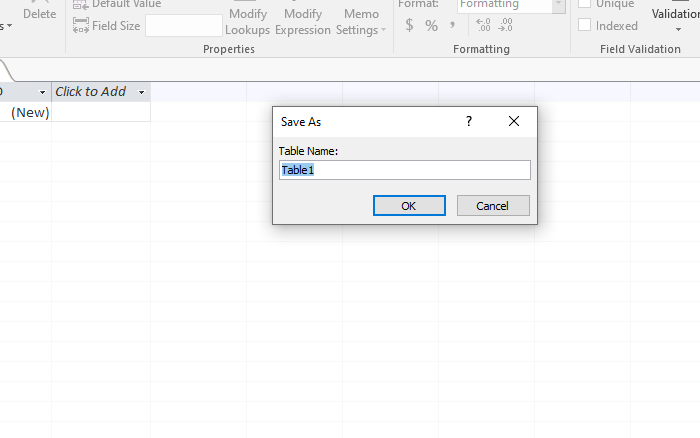 Delete
Default Value
Field Size
Modify Lookups
Modify Expression
Memo Settings
Properties
Format:
Formatting
$ % ,
Formatting
Unique
Indexed
Validation
Field Validation
Click to Add
(New)
Save As
? 
Table Name:
Table1
OK
Cancel